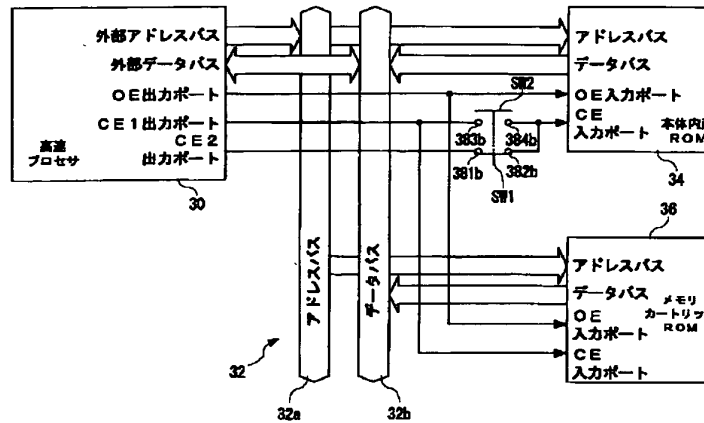 外部アドレスバス
外部データバス
OE出力ポート
CE1出力ポート
CE2
出力ポート
高速
プロセサ
30
アドレスバス
データバス
32
32a
32b
SW2
383b
384b
381b
382b
SW1
アドレスバス
データバス
OE入力ポート
CE
入力ポート
本体内
ROM
34
36
アドレスバス
データバス
OE
入力ポート
CE
入力ポート
メモリ
カートリッ
ROM